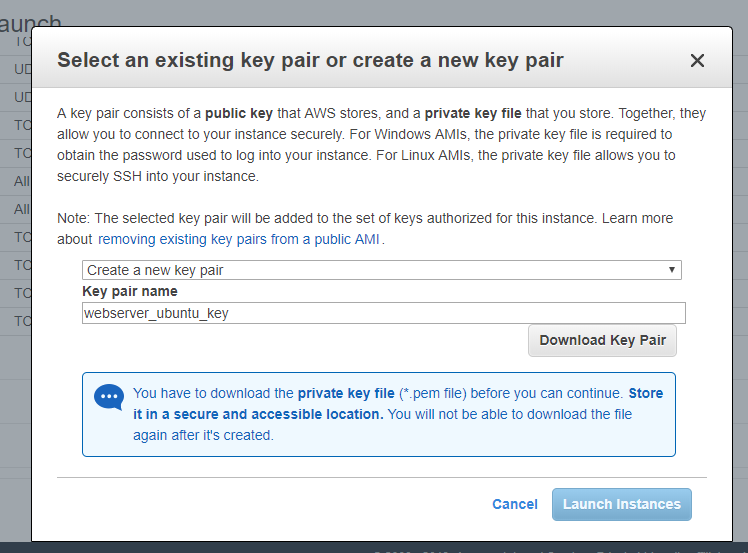 aunch
TC
UD
UD
TC
TC
All
All
TC
TC
TC
TC
Select an existing key pair or create a new key pair
A key pair consists of a public key that AWS stores, and a private key file that you store. Together, they
allow you to connect to your instance securely. For Windows AMIs, the private key file is required to
obtain the password used to log into your instance. For Linux AMIs, the private key file allows you to
securely SSH into your instance.
Note: The selected key pair will be added to the set of keys authorized for this instance. Learn more
about removing existing key pairs from a public AMI.
Create a new key pair
Key pair name
webserver_ubuntu_key
Download Key Pair
You have to download the private key file (*.pem file) before you can continue. Store
it in a secure and accessible location. You will not be able to download the file
again after it's created.
Cancel
Launch Instances